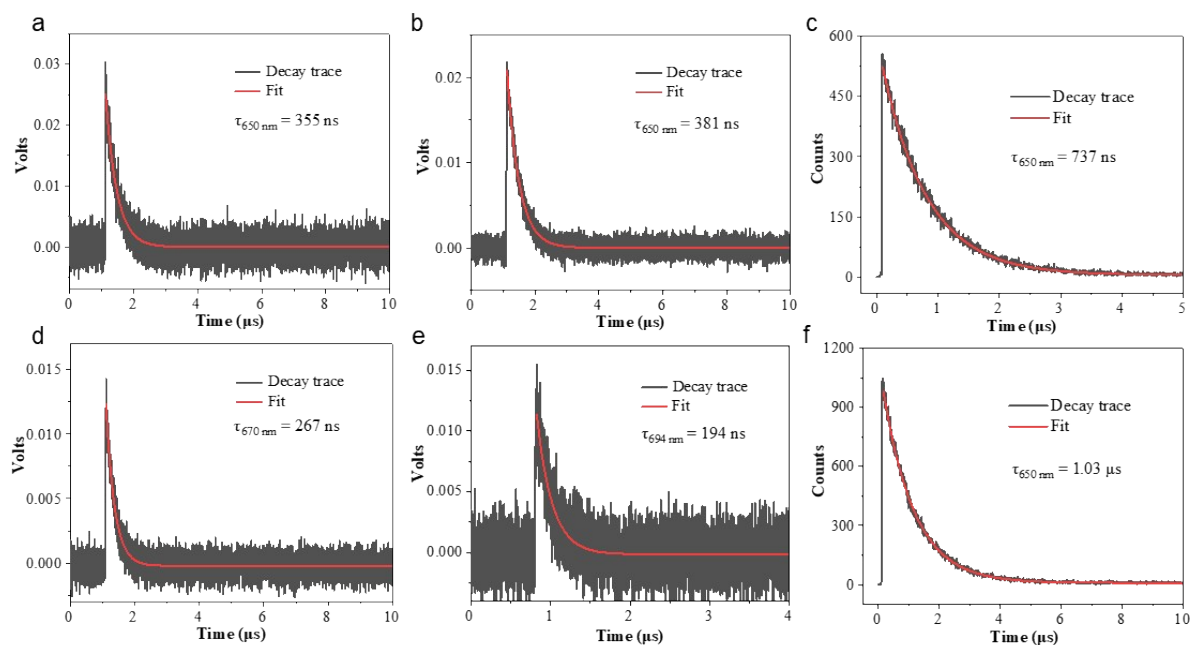 a
0.03
0.02
0.01
0.00
Volts
Decay trace
Fit
τ650 nm = 355 ns
0 2 4 6 8 10
Time (μs)
b
0.02
0.01
0.00
Volts
Decay trace
Fit
τ650 nm = 381 ns
0 2 4 6 8 10
Time (μs)
c
600
450
300
150
0
Counts
Decay trace
Fit
τ650 nm = 737 ns
0 1 2 3 4 5
Time (μs)
d
0.015
0.010
0.005
0.000
Volts
Decay trace
Fit
τ670 nm = 267 ns
0 2 4 6 8 10
Time (μs)
e
0.015
0.010
0.005
0.000
Volts
Decay trace
Fit
τ694 nm = 194 ns
0 1 2 3 4
Time (μs)
f
1200
900
600
300
0
Counts
Decay trace
Fit
τ650 nm = 1.03 μs
0 2 4 6 8 10
Time (μs)